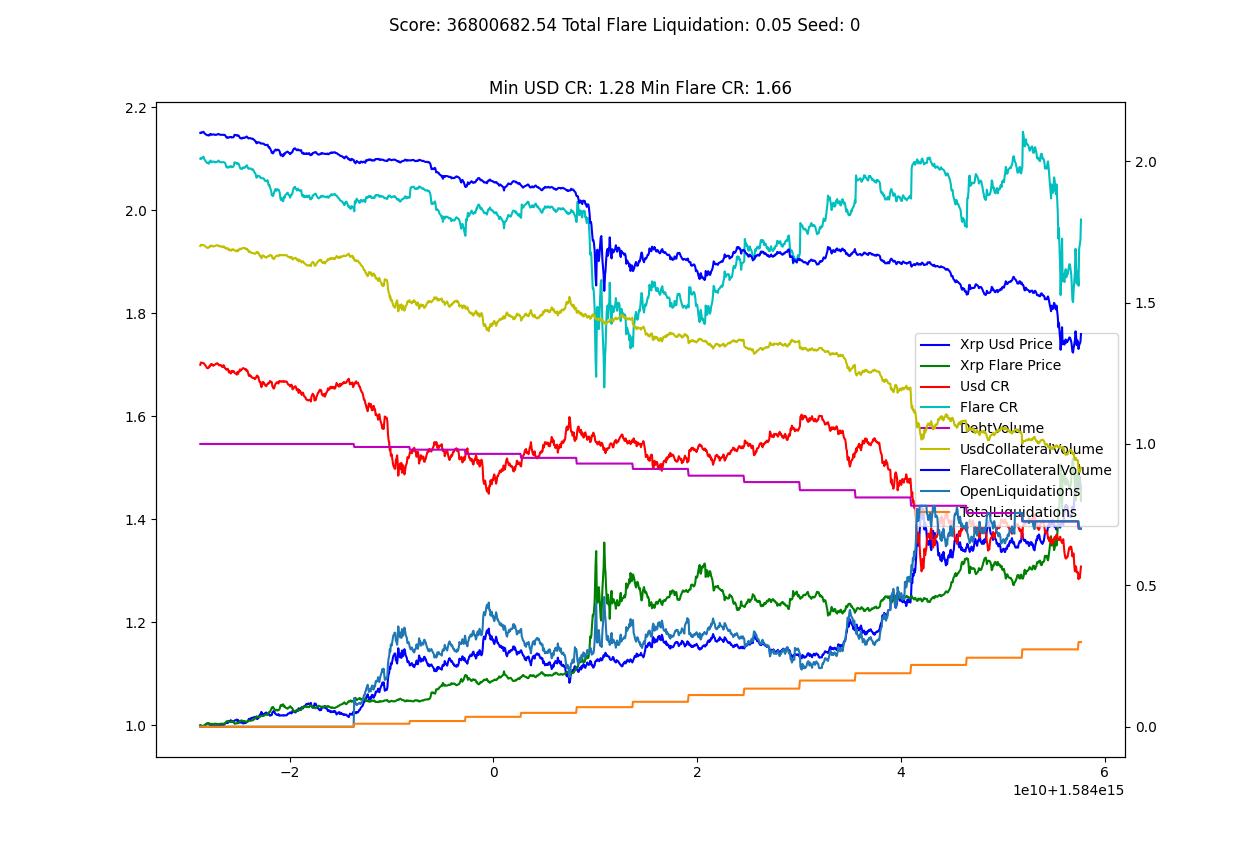 Score: 36800682.54 Total Flare Liquidation: 0.05 Seed: 0
Min USD CR: 1.28 Min Flare CR: 1.66
2.2
2.0
1.8
1.6
1.4
1.2
1.0
2.0
1.5
1.0
0.5
0.0
Xrp Usd Price
Xrp Flare Price
Usd CR
Flare CR
DebtVolume
UsdCollateralVolume
FlareCollateralVolume
OpenLiquidations
TotalLiquidations
−2 0 2 4 6
1e10+1.584e15